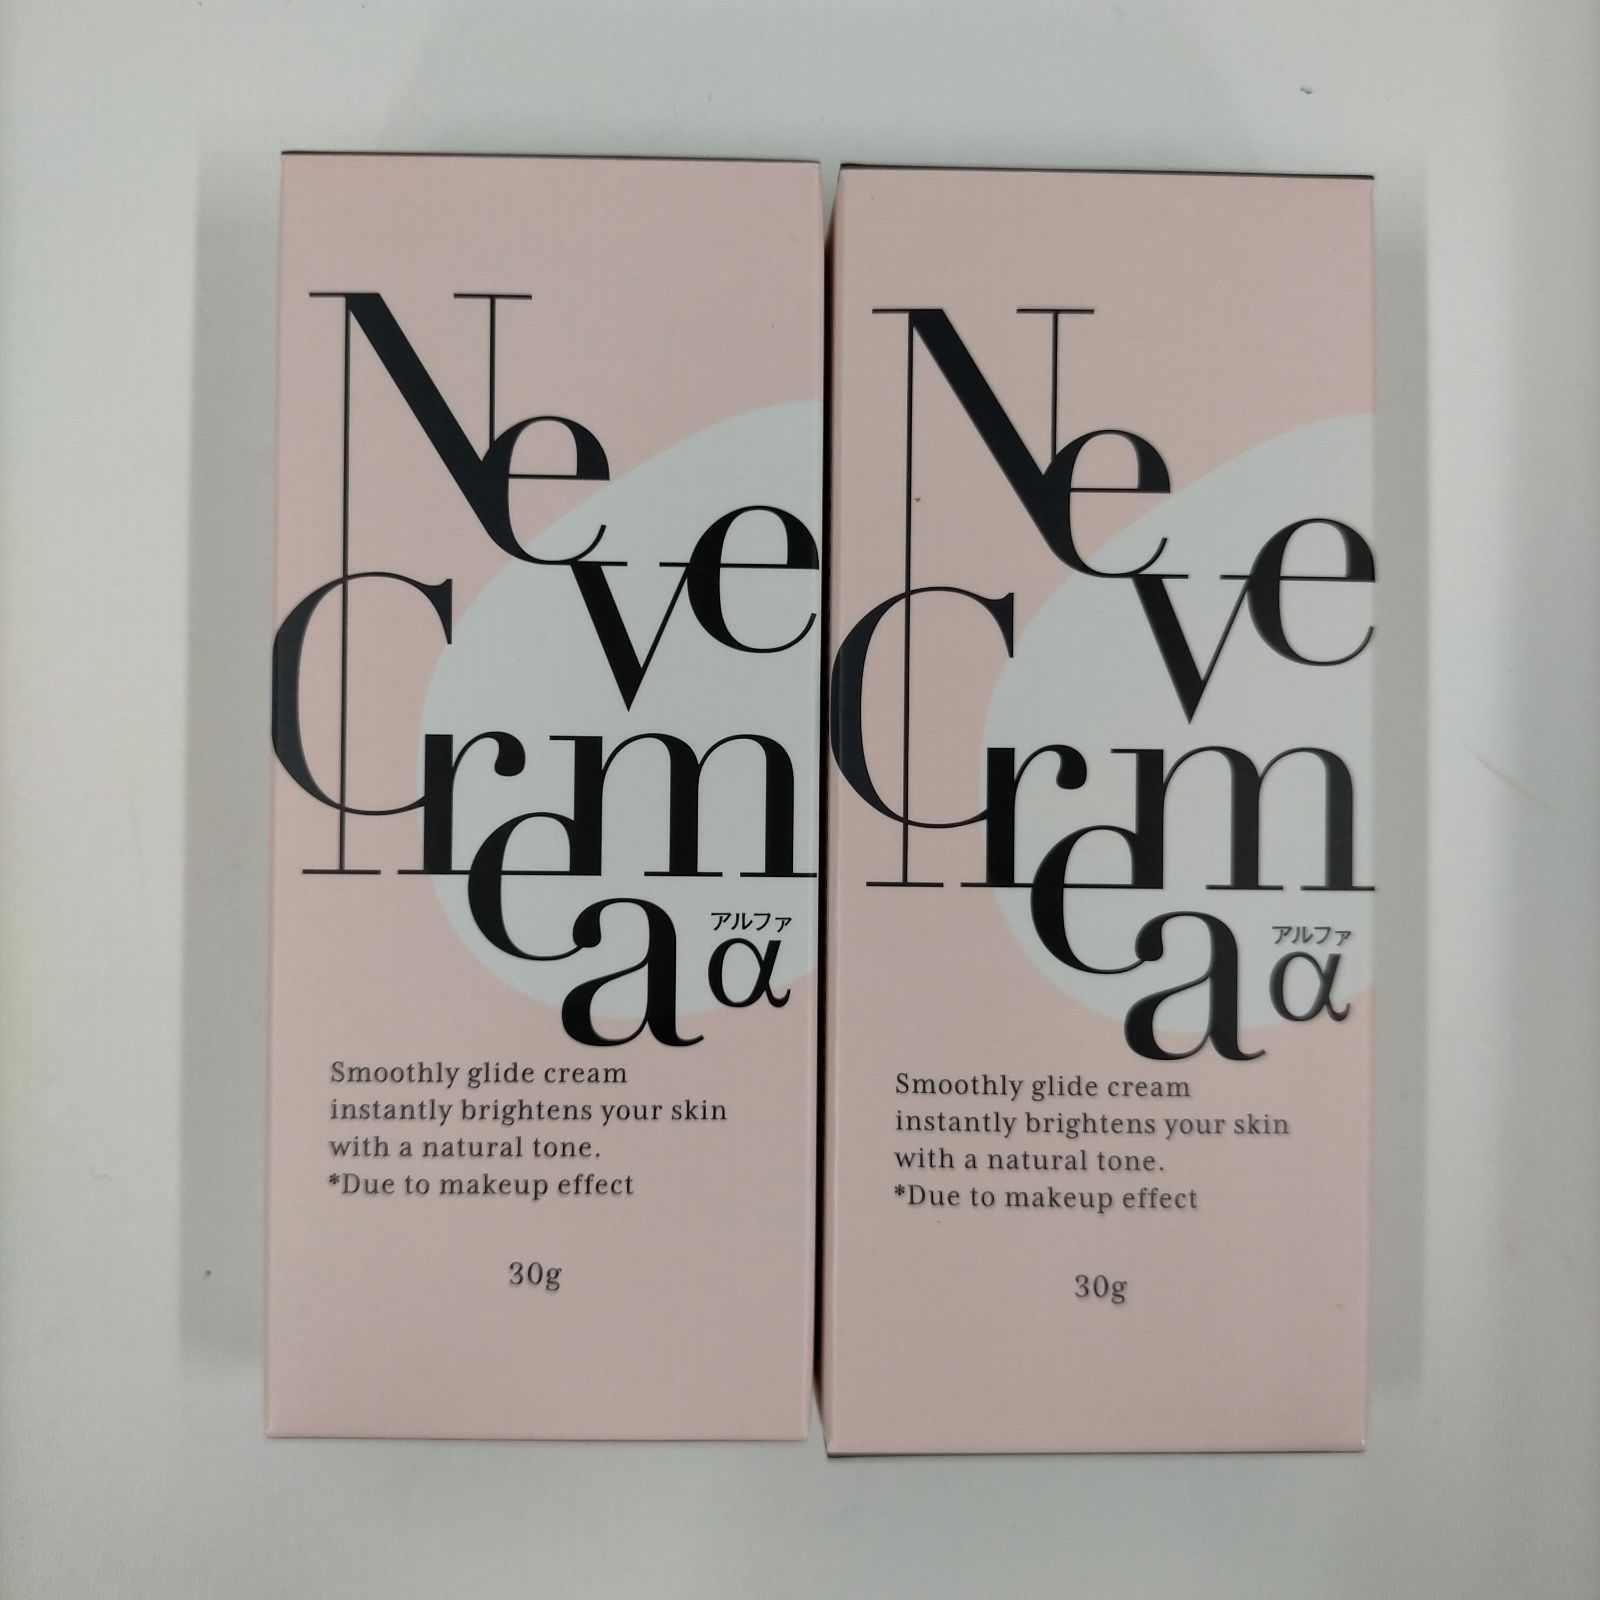 Neve
Cream
アルファ
α
Smoothly glide cream
instantly brightens your skin
with a natural tone.
*Due to makeup effect
30g
Neve
Cream
アルファ
α
Smoothly glide cream
instantly brightens your skin
with a natural tone.
*Due to makeup effect
30g